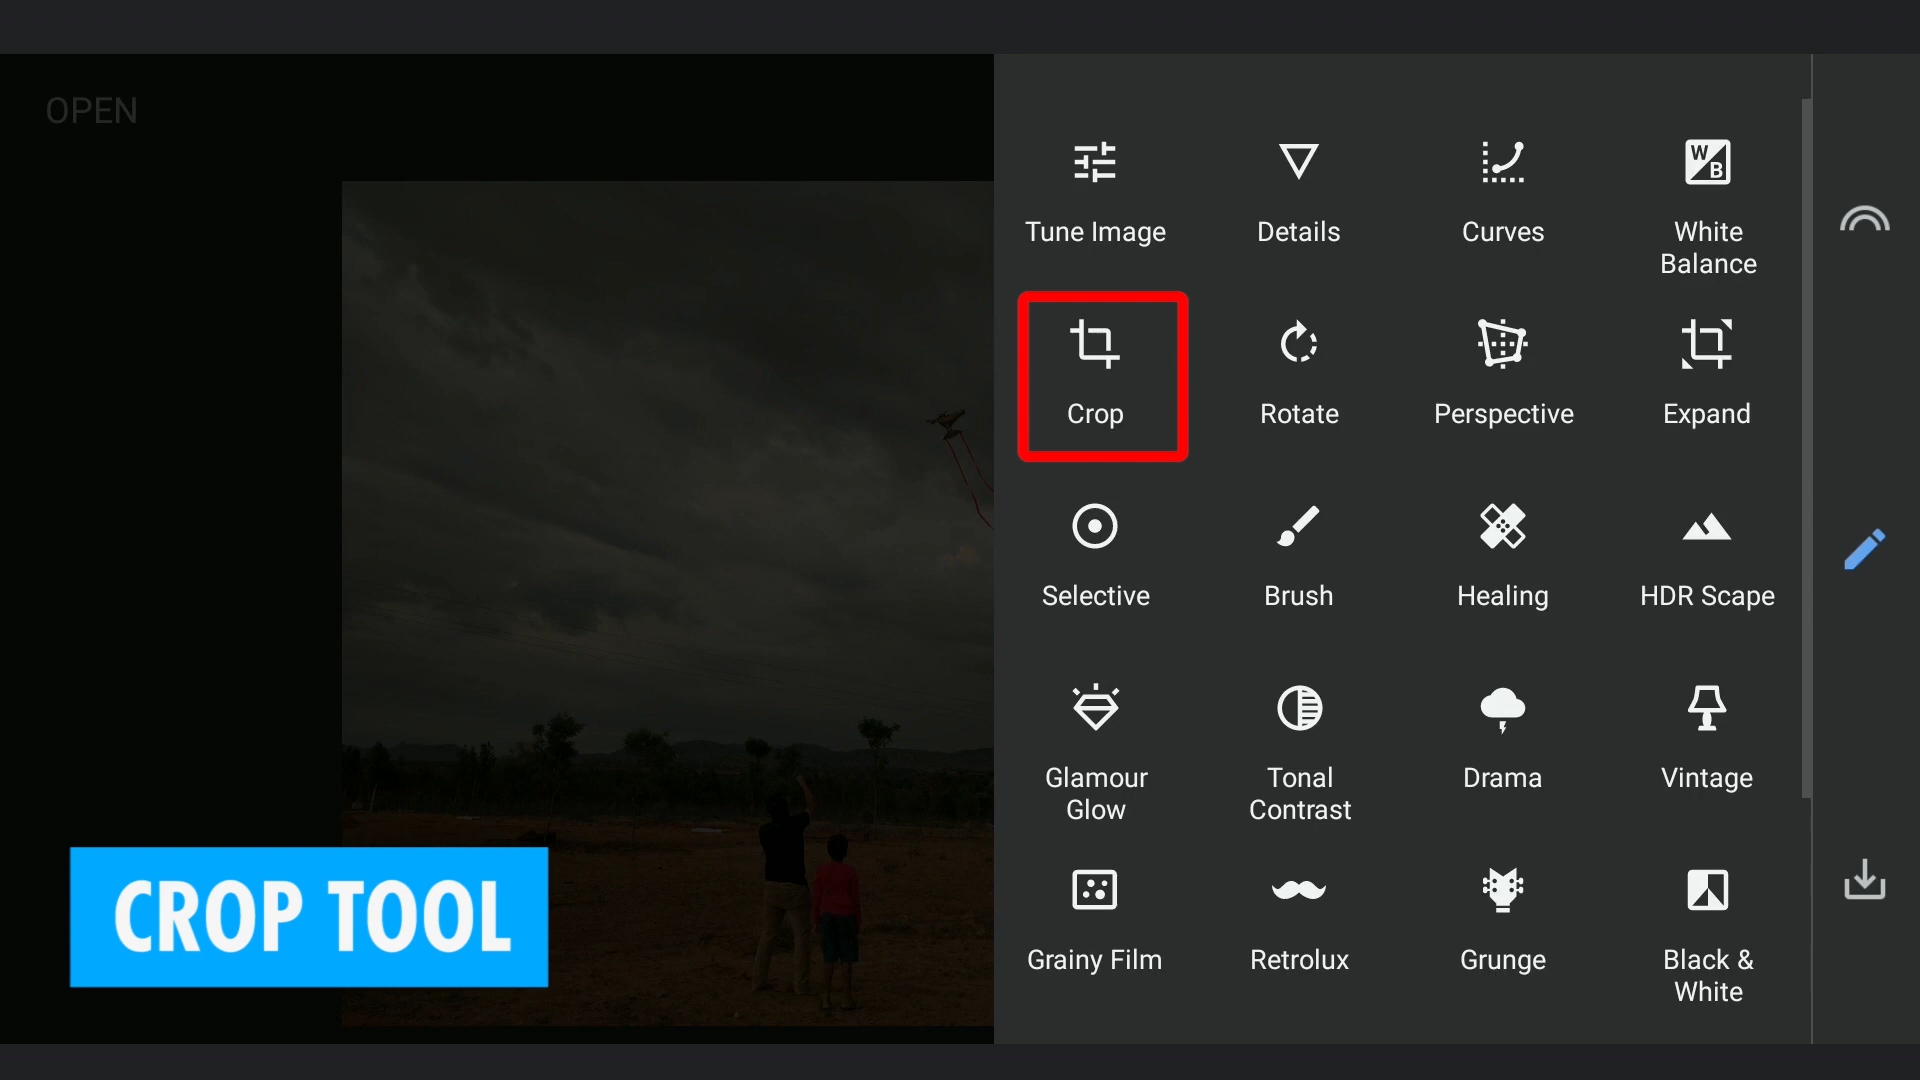 OPEN
Tune Image
Details
Curves
White
Balance
Crop
Rotate
Perspective
Expand
Selective
Brush
Healing
HDR Scape
Glamour
Glow
Tonal
Contrast
Drama
Vintage
Grainy Film
Retrolux
Grunge
Black &
White
W
B
CROP TOOL